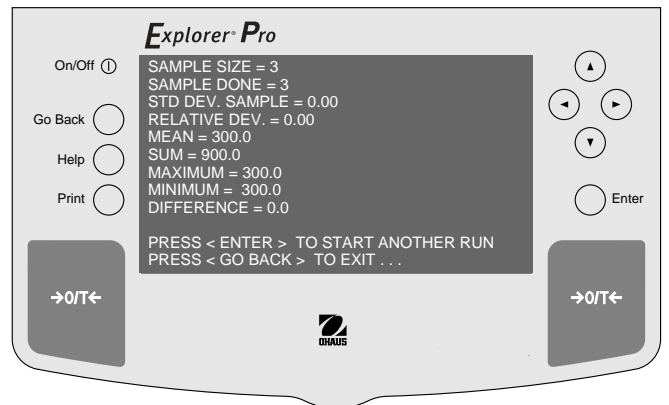 Explorer® Pro
On/Off
SAMPLE SIZE = 3
SAMPLE DONE = 3
STD DEV. SAMPLE = 0.00
RELATIVE DEV. = 0.00
MEAN = 300.0
SUM = 900.0
MAXIMUM = 300.0
MINIMUM = 300.0
DIFFERENCE = 0.0
PRESS < ENTER > TO START ANOTHER RUN
PRESS < GO BACK > TO EXIT . . .
Go Back
Help
Print
Enter
→0/T←
→0/T←
OHAUS